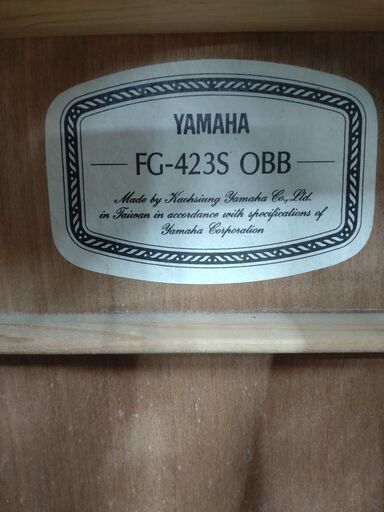 YAMAHA
FG-423S OBB
Made by Kaohsiung Yamaha Co., Ltd.
in Taiwan in accordance with specifications of
Yamaha Corporation